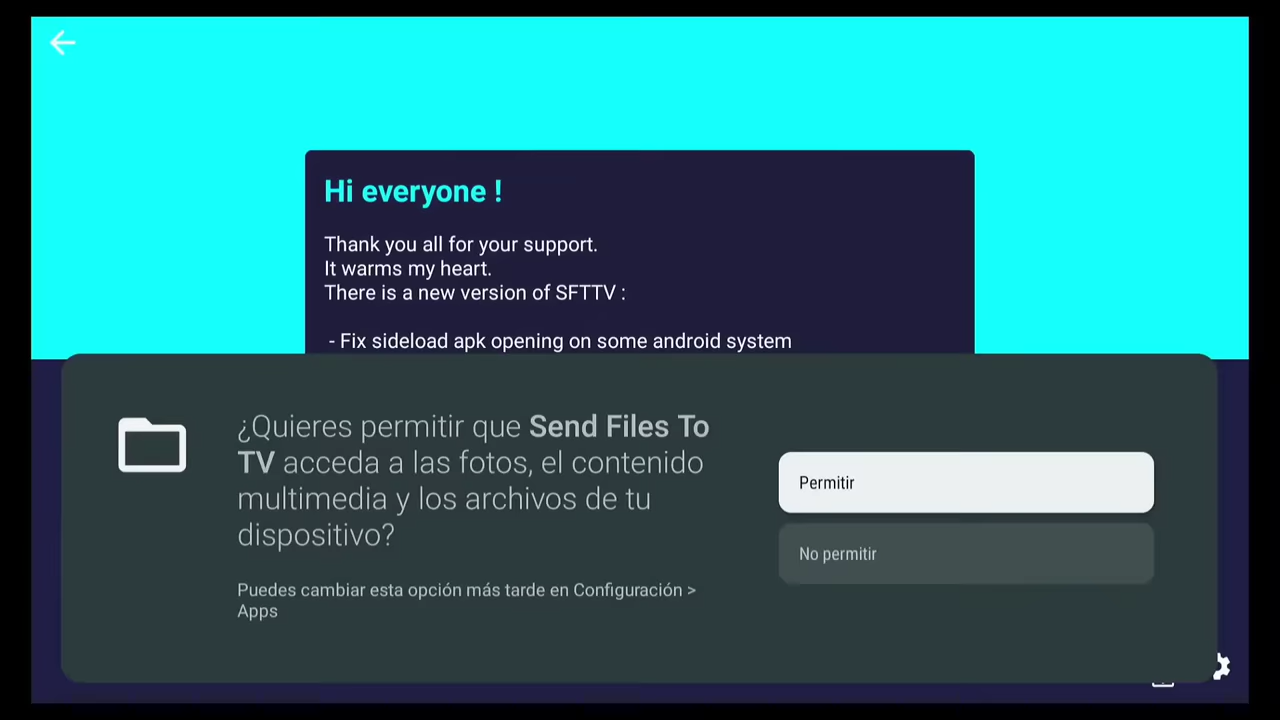 Hi everyone !
Thank you all for your support.
It warms my heart.
There is a new version of SFTTV :
- Fix sideload apk opening on some android system
¿Quieres permitir que Send Files To
TV acceda a las fotos, el contenido
multimedia y los archivos de tu
dispositivo?
Puedes cambiar esta opción más tarde en Configuración >
Apps
Permitir
No permitir